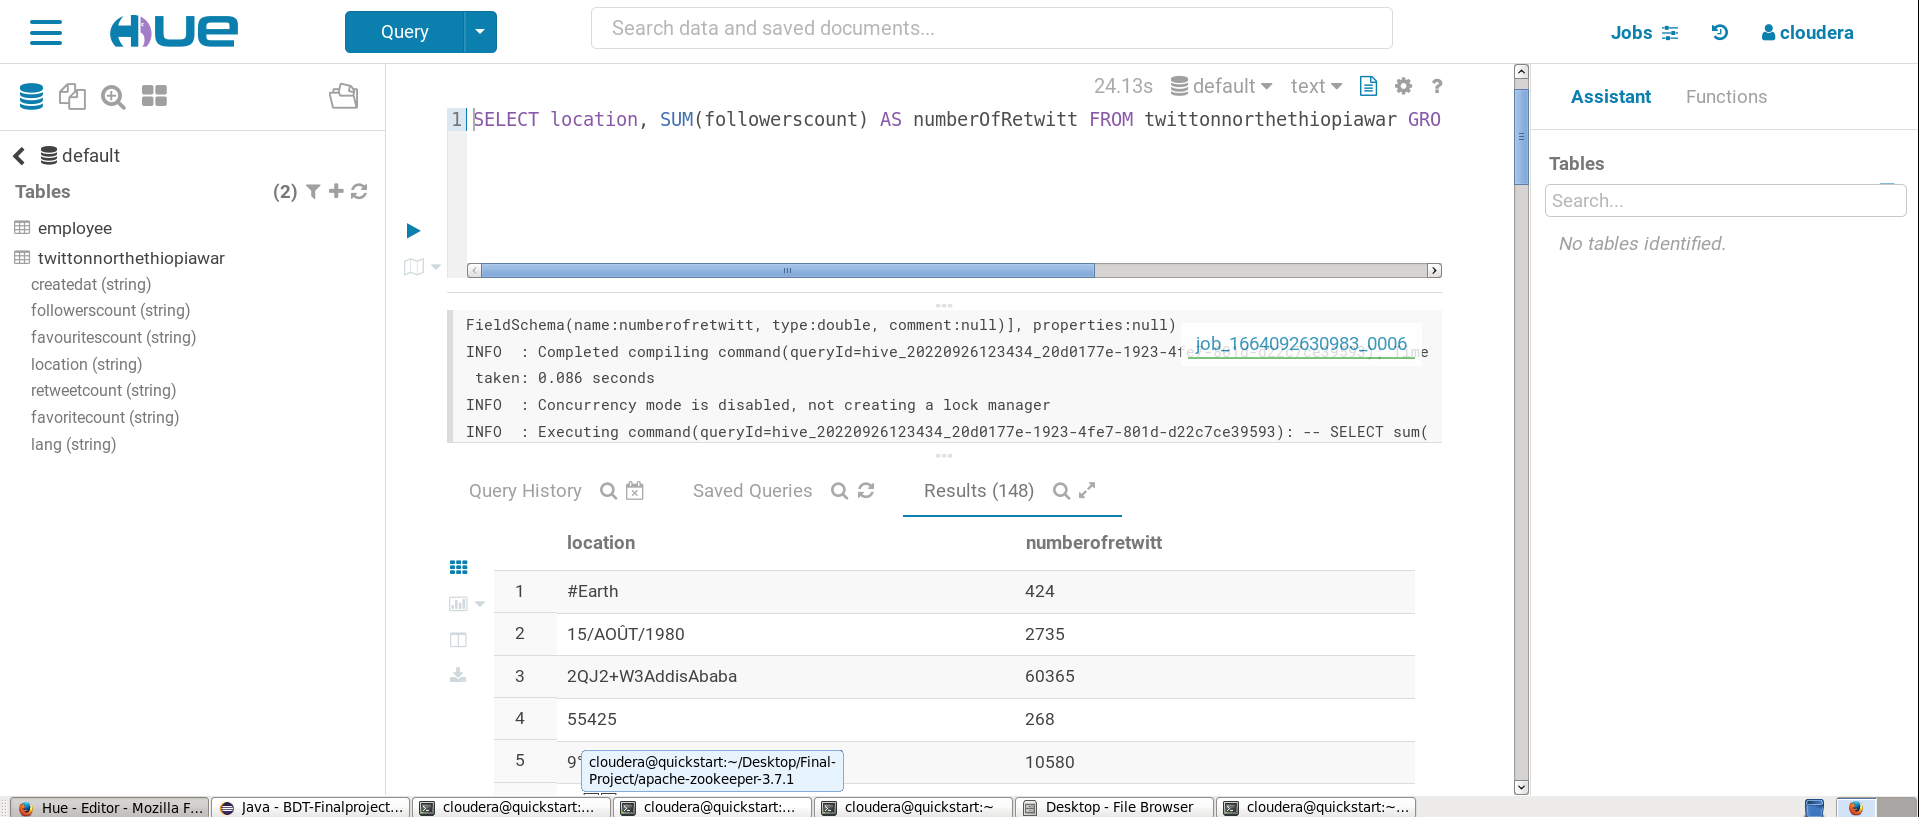 HUE
Query
Search data and saved documents...
Jobs
cloudera
default
Tables
(2)
employee
twittonnorthethiopiawar
createdat (string)
followerscount (string)
favouritescount (string)
location (string)
retweetcount (string)
favoritecount (string)
lang (string)
24.13s
default
text
?
1
SELECT location, SUM(followerscount) AS numberOfRetwitt FROM twittonnorthethiopiawar GRO
FieldSchema(name:numberofretwitt, type:double, comment:null)], properties:null)
job_1664092630983_0006
INFO  : Completed compiling command(queryId=hive_20220926123434_20d0177e-1923-4fe7-801d-d22c7ce39593); Time
taken: 0.086 seconds
INFO  : Concurrency mode is disabled, not creating a lock manager
INFO  : Executing command(queryId=hive_20220926123434_20d0177e-1923-4fe7-801d-d22c7ce39593): -- SELECT sum(
Query History
Saved Queries
Results (148)
location numberofretwitt
1 #Earth 424
2 15/AOÛT/1980 2735
3 2QJ2+W3AddisAbaba 60365
4 55425 268
5 9° 10580
cloudera@quickstart:~/Desktop/Final-
Project/apache-zookeeper-3.7.1
Assistant
Functions
Tables
Search...
No tables identified.
Hue - Editor - Mozilla F...
Java - BDT-Finalproject...
cloudera@quickstart:...
cloudera@quickstart:...
cloudera@quickstart:~
Desktop - File Browser
cloudera@quickstart:~...